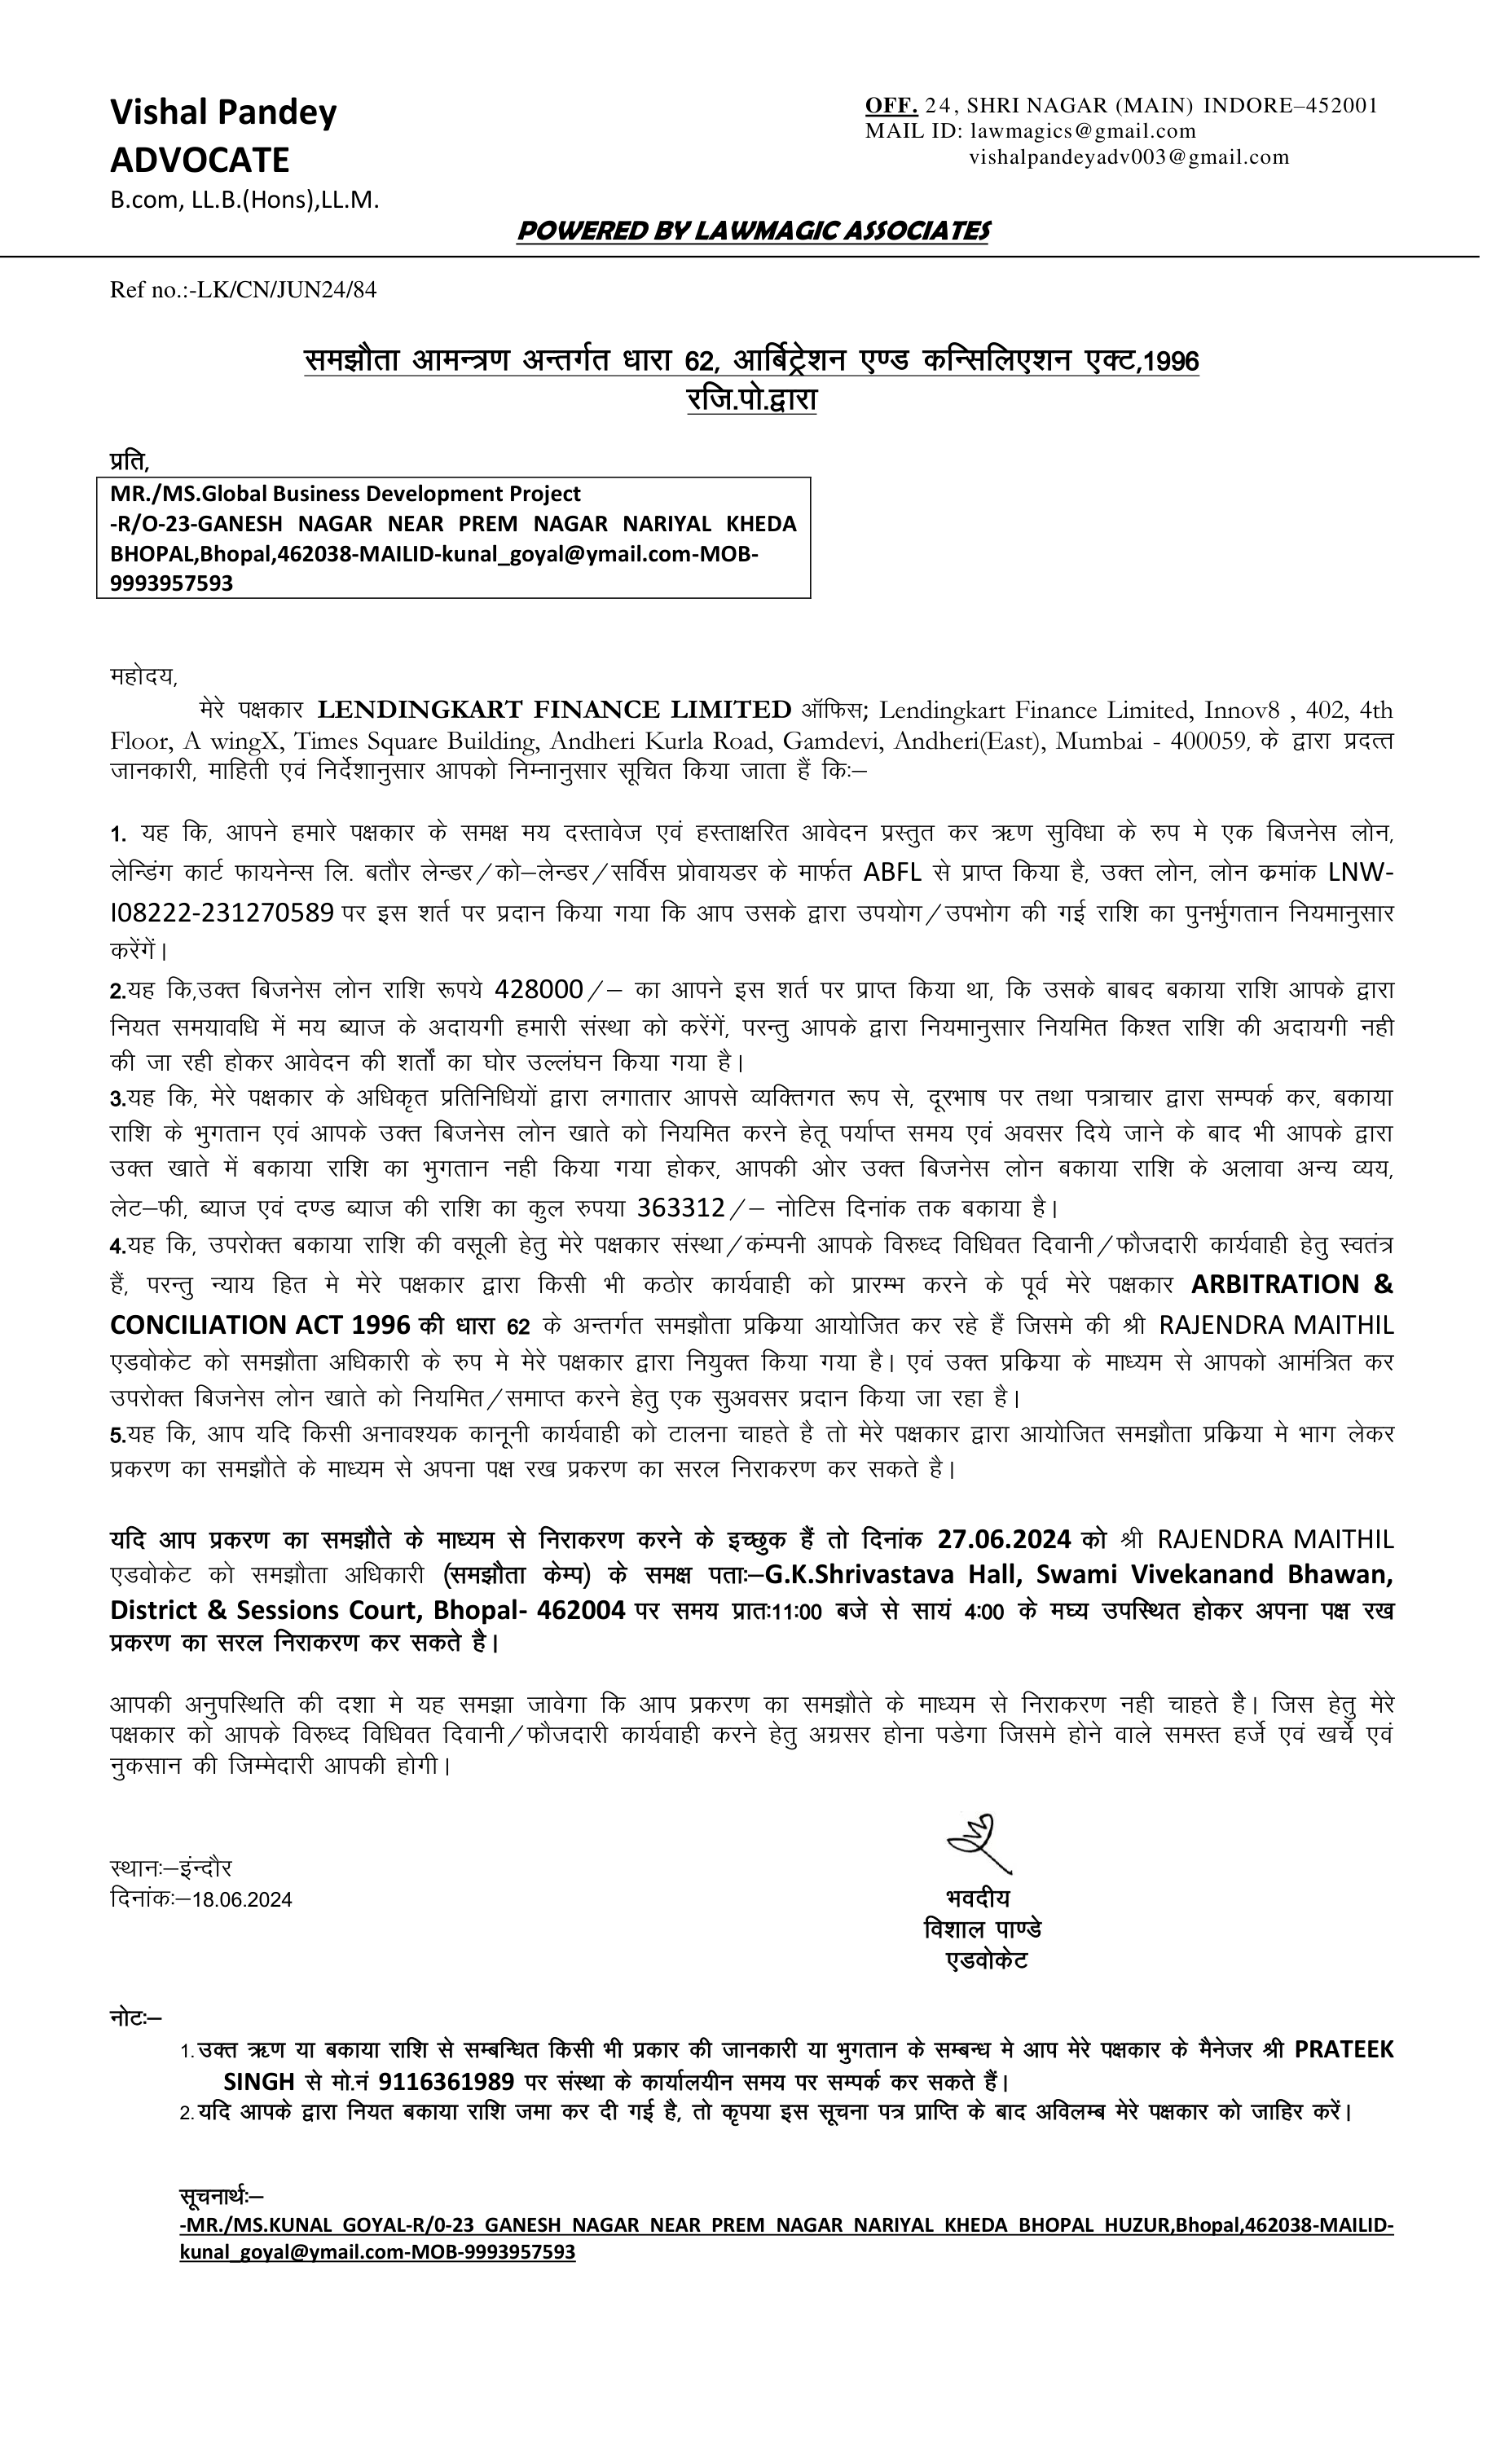 Vishal Pandey
ADVOCATE
B.com, LL.B.(Hons),LL.M.
OFF. 24, SHRI NAGAR (MAIN) INDORE–452001
MAIL ID: lawmagics@gmail.com
vishalpandeyadv003@gmail.com
POWERED BY LAWMAGIC ASSOCIATES
Ref no.:-LK/CN/JUN24/84
समझौता आमन्त्रण अन्तर्गत धारा 62, आर्बिट्रेशन एण्ड कन्सिलिएशन एक्ट,1996
रजि.पो.द्वारा
प्रति,
MR./MS.Global Business Development Project
-R/O-23-GANESH NAGAR NEAR PREM NAGAR NARIYAL KHEDA
BHOPAL,Bhopal,462038-MAILID-kunal_goyal@ymail.com-MOB-
9993957593
महोदय,
मेरे पक्षकार LENDINGKART FINANCE LIMITED ऑफिस; Lendingkart Finance Limited, Innov8 , 402, 4th
Floor, A wingX, Times Square Building, Andheri Kurla Road, Gamdevi, Andheri(East), Mumbai - 400059, के द्वारा प्रदत्त
जानकारी, माहिती एवं निर्देशानुसार आपको निम्नानुसार सूचित किया जाता हैं कि:–
1. यह कि, आपने हमारे पक्षकार के समक्ष मय दस्तावेज एवं हस्ताक्षरित आवेदन प्रस्तुत कर ऋण सुविधा के रुप मे एक बिजनेस लोन,
लेन्डिंग कार्ट फायनेन्स लि. बतौर लेन्डर/को–लेन्डर/सर्विस प्रोवायडर के मार्फत ABFL से प्राप्त किया है, उक्त लोन, लोन क्रमांक LNW-
I08222-231270589 पर इस शर्त पर प्रदान किया गया कि आप उसके द्वारा उपयोग/उपभोग की गई राशि का पुनर्भुगतान नियमानुसार
करेंगें।
2.यह कि,उक्त बिजनेस लोन राशि रूपये 428000/– का आपने इस शर्त पर प्राप्त किया था, कि उसके बाबद बकाया राशि आपके द्वारा
नियत समयावधि में मय ब्याज के अदायगी हमारी संस्था को करेंगें, परन्तु आपके द्वारा नियमानुसार नियमित किश्त राशि की अदायगी नही
की जा रही होकर आवेदन की शर्तों का घोर उल्लंघन किया गया है।
3.यह कि, मेरे पक्षकार के अधिकृत प्रतिनिधियों द्वारा लगातार आपसे व्यक्तिगत रूप से, दूरभाष पर तथा पत्राचार द्वारा सम्पर्क कर, बकाया
राशि के भुगतान एवं आपके उक्त बिजनेस लोन खाते को नियमित करने हेतू पर्याप्त समय एवं अवसर दिये जाने के बाद भी आपके द्वारा
उक्त खाते में बकाया राशि का भुगतान नही किया गया होकर, आपकी ओर उक्त बिजनेस लोन बकाया राशि के अलावा अन्य व्यय,
लेट–फी, ब्याज एवं दण्ड ब्याज की राशि का कुल रुपया 363312/– नोटिस दिनांक तक बकाया है।
4.यह कि, उपरोक्त बकाया राशि की वसूली हेतु मेरे पक्षकार संस्था/कंम्पनी आपके विरुध्द विधिवत दिवानी/फौजदारी कार्यवाही हेतु स्वतंत्र
हैं, परन्तु न्याय हित मे मेरे पक्षकार द्वारा किसी भी कठोर कार्यवाही को प्रारम्भ करने के पूर्व मेरे पक्षकार ARBITRATION &
CONCILIATION ACT 1996 की धारा 62 के अन्तर्गत समझौता प्रक्रिया आयोजित कर रहे हैं जिसमे की श्री RAJENDRA MAITHIL
एडवोकेट को समझौता अधिकारी के रुप मे मेरे पक्षकार द्वारा नियुक्त किया गया है। एवं उक्त प्रक्रिया के माध्यम से आपको आमंत्रित कर
उपरोक्त बिजनेस लोन खाते को नियमित/समाप्त करने हेतु एक सुअवसर प्रदान किया जा रहा है।
5.यह कि, आप यदि किसी अनावश्यक कानूनी कार्यवाही को टालना चाहते है तो मेरे पक्षकार द्वारा आयोजित समझौता प्रक्रिया मे भाग लेकर
प्रकरण का समझौते के माध्यम से अपना पक्ष रख प्रकरण का सरल निराकरण कर सकते है।
यदि आप प्रकरण का समझौते के माध्यम से निराकरण करने के इच्छुक हैं तो दिनांक 27.06.2024 को श्री RAJENDRA MAITHIL
एडवोकेट को समझौता अधिकारी (समझौता केम्प) के समक्ष पता:–G.K.Shrivastava Hall, Swami Vivekanand Bhawan,
District & Sessions Court, Bhopal- 462004 पर समय प्रात:11:00 बजे से सायं 4:00 के मघ्य उपस्थित होकर अपना पक्ष रख
प्रकरण का सरल निराकरण कर सकते है।
आपकी अनुपस्थिति की दशा मे यह समझा जावेगा कि आप प्रकरण का समझौते के माध्यम से निराकरण नही चाहते है। जिस हेतु मेरे
पक्षकार को आपके विरुध्द विधिवत दिवानी/फौजदारी कार्यवाही करने हेतु अग्रसर होना पडेगा जिसमे होने वाले समस्त हर्जे एवं खर्चे एवं
नुकसान की जिम्मेदारी आपकी होगी।
स्थान:–इंन्दौर
दिनांक:–18.06.2024
भवदीय
विशाल पाण्डे
एडवोकेट
नोट:–
1. उक्त ऋण या बकाया राशि से सम्बन्धित किसी भी प्रकार की जानकारी या भुगतान के सम्बन्ध मे आप मेरे पक्षकार के मैनेजर श्री PRATEEK
SINGH से मो.नं 9116361989 पर संस्था के कार्यालयीन समय पर सम्पर्क कर सकते हैं।
2. यदि आपके द्वारा नियत बकाया राशि जमा कर दी गई है, तो कृपया इस सूचना पत्र प्राप्ति के बाद अविलम्ब मेरे पक्षकार को जाहिर करें।
सूचनार्थ:–
-MR./MS.KUNAL GOYAL-R/0-23 GANESH NAGAR NEAR PREM NAGAR NARIYAL KHEDA BHOPAL HUZUR,Bhopal,462038-MAILID-
kunal_goyal@ymail.com-MOB-9993957593